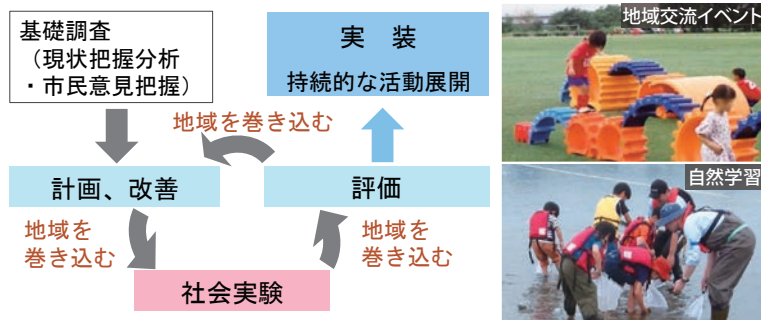 基礎調査
（現状把握分析
・市民意見把握）
実　装
持続的な活動展開
地域を巻き込む
計画、改善
評価
地域を
巻き込む
地域を
巻き込む
社会実験
地域交流イベント
自然学習